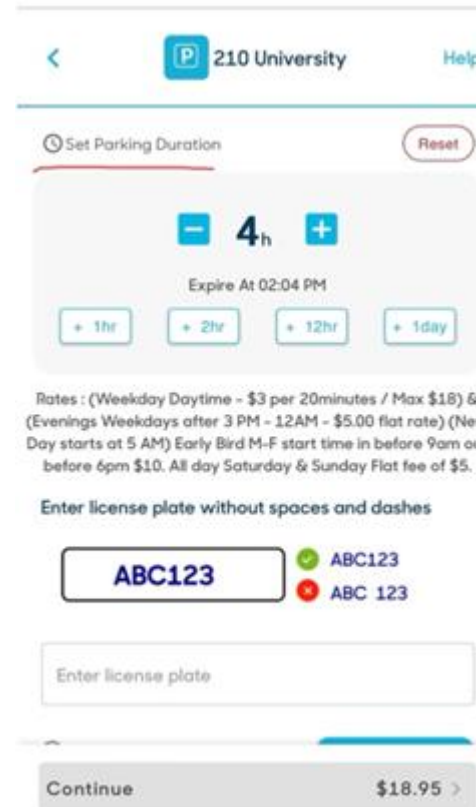 P 210 University Help
Set Parking Duration Reset
4h
Expire At 02:04 PM
+ 1hr + 2hr + 12hr + 1day
Rates : (Weekday Daytime - $3 per 20minutes / Max $18) &
(Evenings Weekdays after 3 PM - 12AM - $5.00 flat rate) (Ne
Day starts at 5 AM) Early Bird M-F start time in before 9am ou
before 6pm $10. All day Saturday & Sunday Flat fee of $5.
Enter license plate without spaces and dashes
ABC123
ABC123
ABC 123
Enter license plate
Continue $18.95